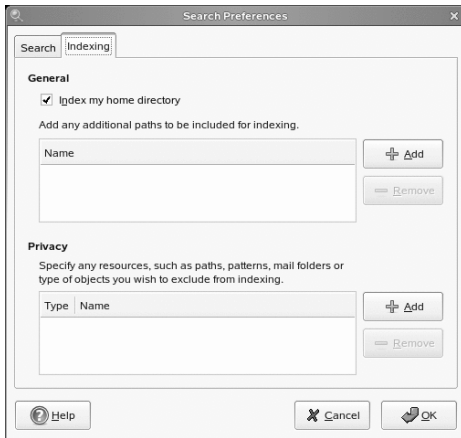 Search Preferences
Search Indexing
General
Index my home directory
Add any additional paths to be included for indexing.
Name
Add
Remove
Privacy
Specify any resources, such as paths, patterns, mail folders or
type of objects you wish to exclude from indexing.
Type Name
Add
Remove
Help Cancel OK